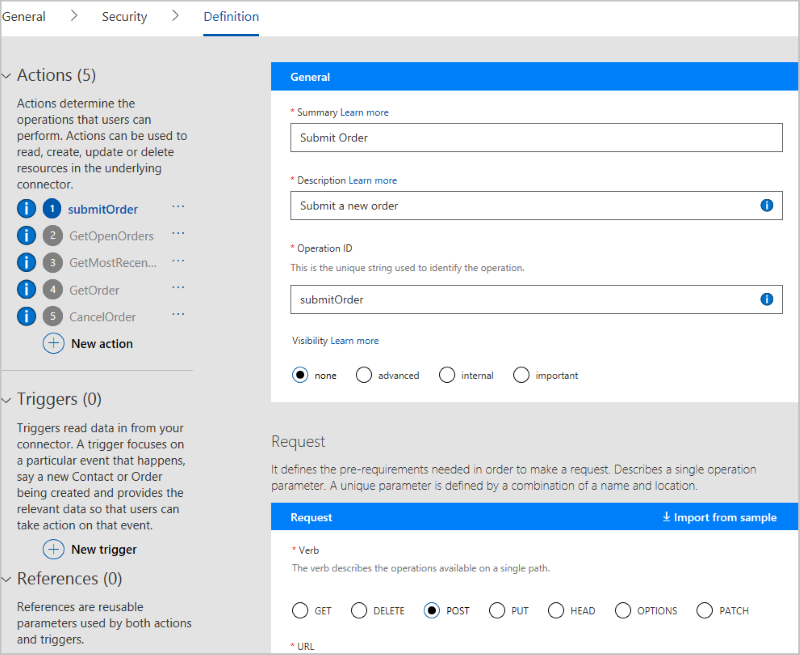 General > Security > Definition
Actions (5)
Actions determine the
operations that users can
perform. Actions can be used to
read, create, update or delete
resources in the underlying
connector.
i 1 submitOrder ...
i 2 GetOpenOrders ...
i 3 GetMostRecen... ...
i 4 GetOrder ...
i 5 CancelOrder ...
+ New action
Triggers (0)
Triggers read data in from your
connector. A trigger focuses on
a particular event that happens,
say a new Contact or Order
being created and provides the
relevant data so that users can
take action on that event.
+ New trigger
References (0)
References are reusable
parameters used by both actions
and triggers.
General
* Summary Learn more
Submit Order
* Description Learn more
Submit a new order i
* Operation ID
This is the unique string used to identify the operation.
submitOrder i
Visibility Learn more
none advanced internal important
Request
It defines the pre-requirements needed in order to make a request. Describes a single operation
parameter. A unique parameter is defined by a combination of a name and location.
Request Import from sample
* Verb
The verb describes the operations available on a single path.
GET DELETE POST PUT HEAD OPTIONS PATCH
* URL